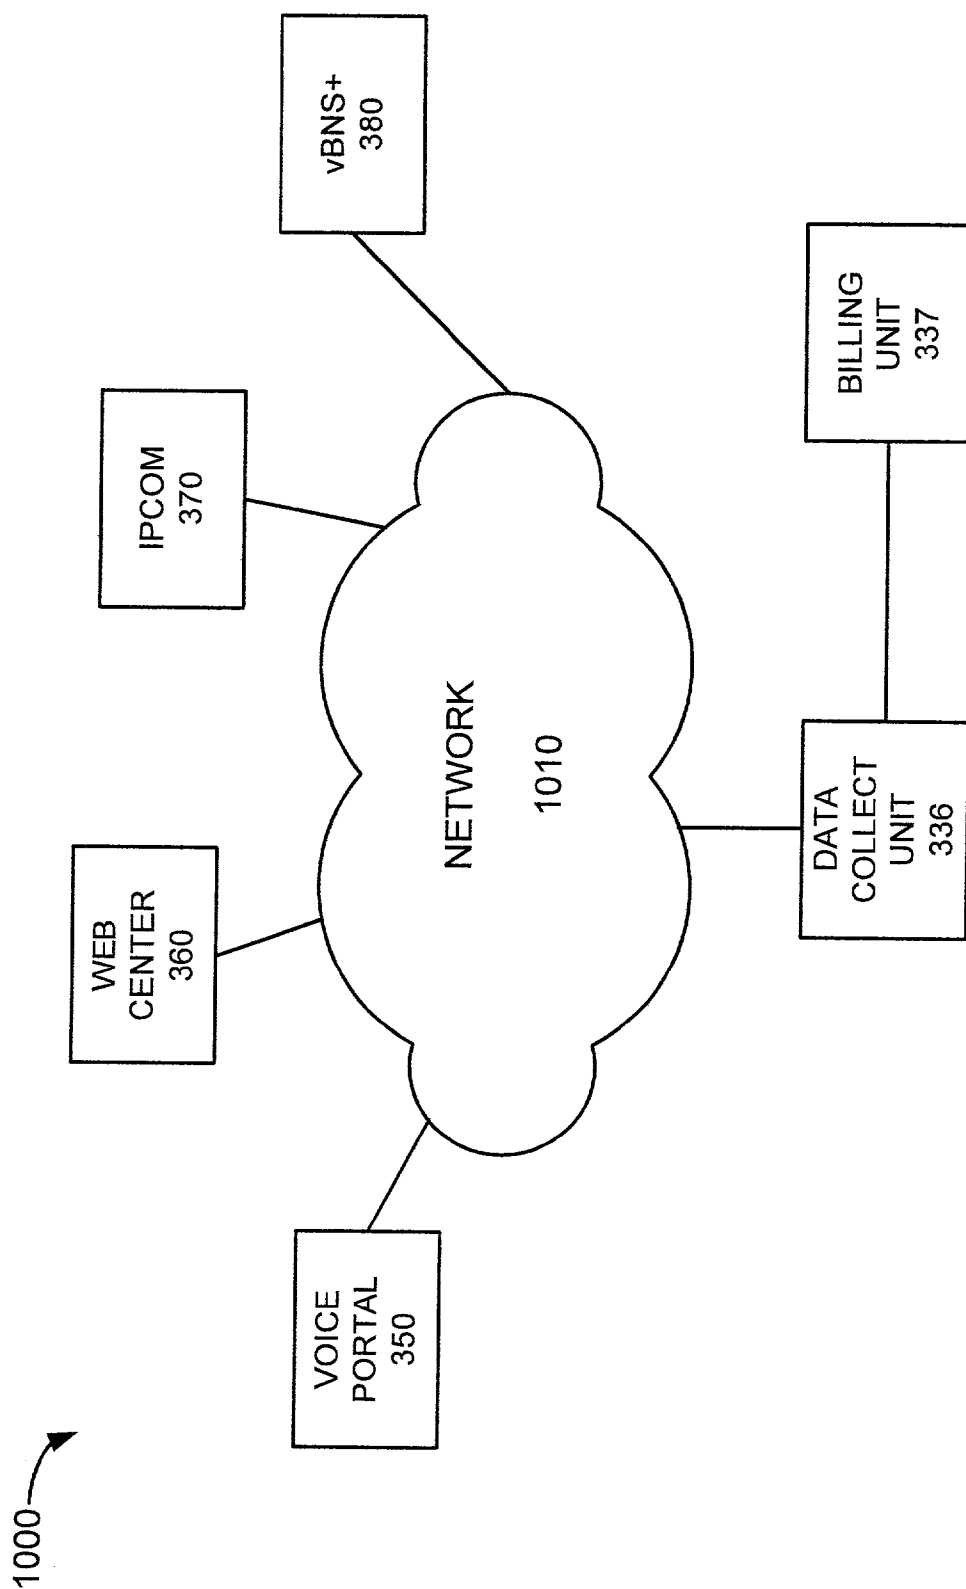 1000
VOICE
PORTAL
350
WEB
CENTER
360
IPCOM
370
vBNS+
380
NETWORK
1010
DATA
COLLECT
UNIT
336
BILLING
UNIT
337